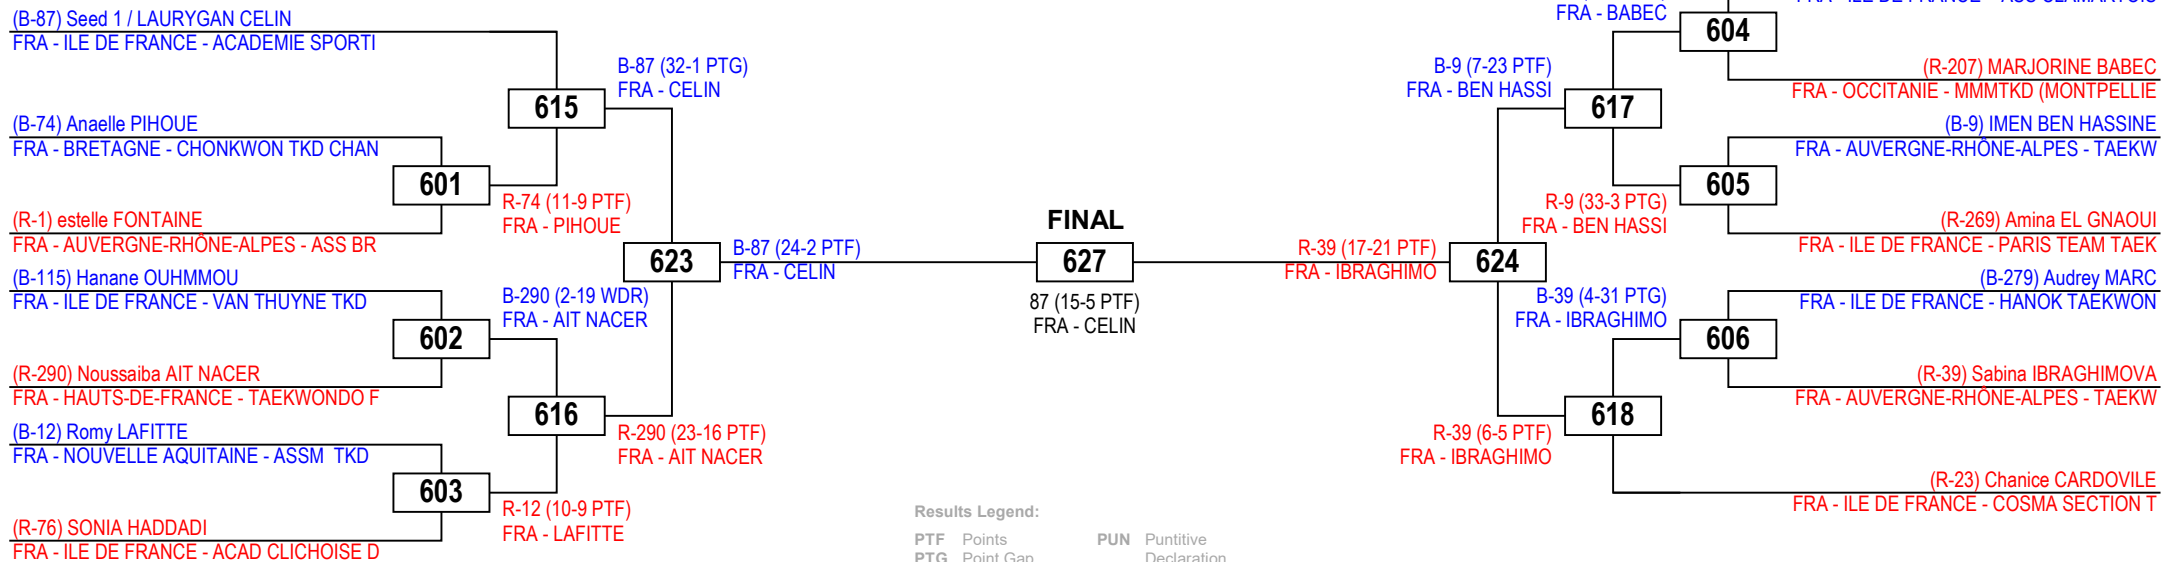 (B-87) Seed 1 / LAURYGAN CELIN
FRA - ILE DE FRANCE - ACADEMIE SPORTI
B-87 (32-1 PTG)
FRA - CELIN
615
(B-74) Anaelle PIHOUE
FRA - BRETAGNE - CHONKWON TKD CHAN
601
R-74 (11-9 PTF)
FRA - PIHOUE
(R-1) estelle FONTAINE
FRA - AUVERGNE-RHÔNE-ALPES - ASS BR
623
B-87 (24-2 PTF)
FRA - CELIN
(B-115) Hanane OUHMMOU
FRA - ILE DE FRANCE - VAN THUYNE TKD
B-290 (2-19 WDR)
FRA - AIT NACER
602
(R-290) Noussaiba AIT NACER
FRA - HAUTS-DE-FRANCE - TAEKWONDO F
616
R-290 (23-16 PTF)
FRA - AIT NACER
(B-12) Romy LAFITTE
FRA - NOUVELLE AQUITAINE - ASSM  TKD
603
R-12 (10-9 PTF)
FRA - LAFITTE
(R-76) SONIA HADDADI
FRA - ILE DE FRANCE - ACAD CLICHOISE D
FINAL
627
87 (15-5 PTF)
FRA - CELIN
Results Legend:
PTF Points
PUN Puntitive
PTG Point Gap
Declaration
FRA - BABEC
604
(R-207) MARJORINE BABEC
FRA - OCCITANIE - MMMTKD (MONTPELLIE
B-9 (7-23 PTF)
FRA - BEN HASSI
617
(B-9) IMEN BEN HASSINE
FRA - AUVERGNE-RHÔNE-ALPES - TAEKW
605
R-9 (33-3 PTG)
FRA - BEN HASSI
(R-269) Amina EL GNAOUI
FRA - ILE DE FRANCE - PARIS TEAM TAEK
R-39 (17-21 PTF)
FRA - IBRAGHIMO
624
(B-279) Audrey MARC
FRA - ILE DE FRANCE - HANOK TAEKWON
B-39 (4-31 PTG)
FRA - IBRAGHIMO
606
(R-39) Sabina IBRAGHIMOVA
FRA - AUVERGNE-RHÔNE-ALPES - TAEKW
618
R-39 (6-5 PTF)
FRA - IBRAGHIMO
(R-23) Chanice CARDOVILE
FRA - ILE DE FRANCE - COSMA SECTION T